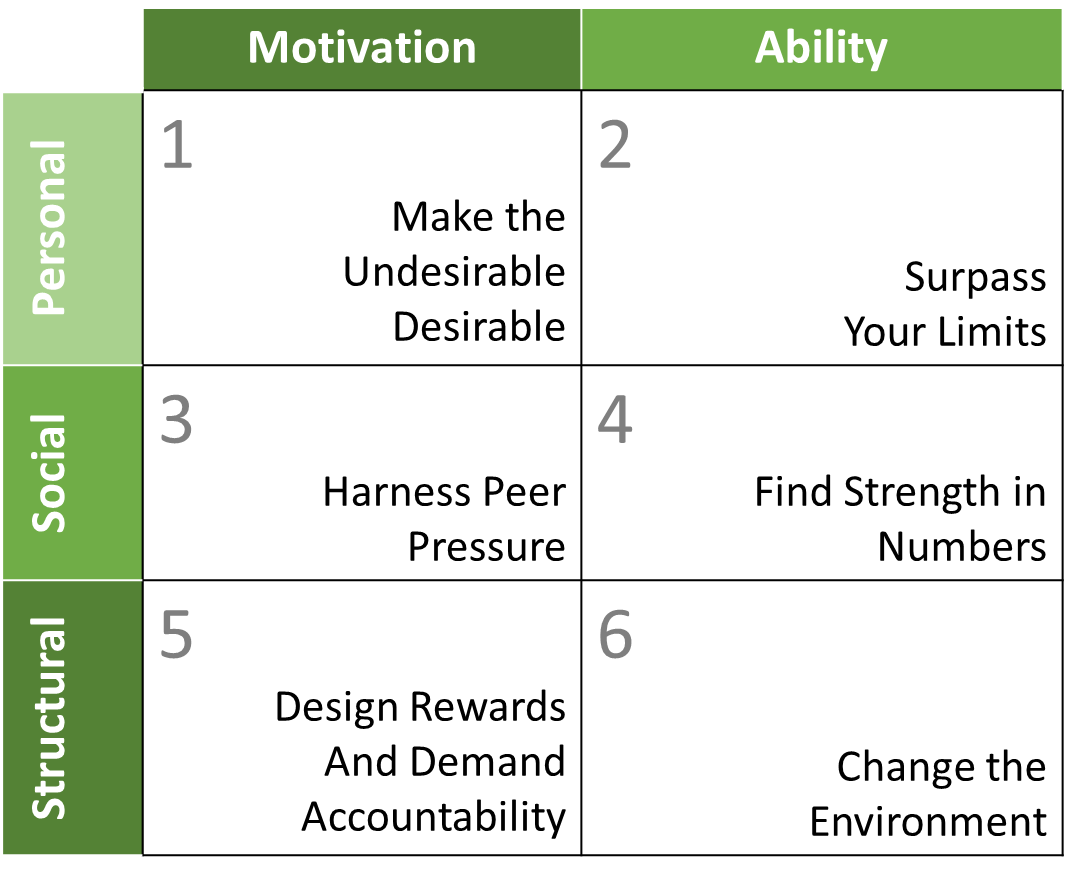 Motivation
Ability
Personal
1
Make the
Undesirable
Desirable
2
Surpass
Your Limits
Social
3
Harness Peer
Pressure
4
Find Strength in
Numbers
Structural
5
Design Rewards
And Demand
Accountability
6
Change the
Environment